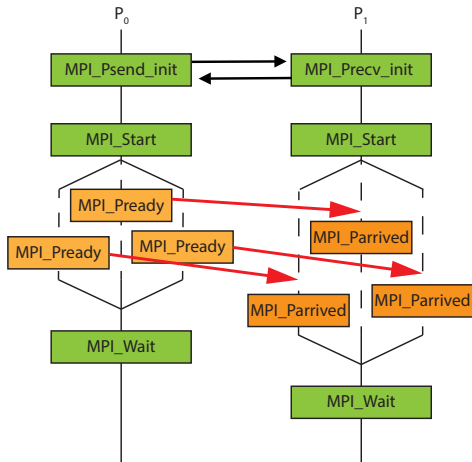 P0 P1
MPI_Psend_init MPI_Precv_init
MPI_Start MPI_Start
MPI_Pready
MPI_Parrived
MPI_Pready MPI_Pready
MPI_Parrived MPI_Parrived
MPI_Wait
MPI_Wait